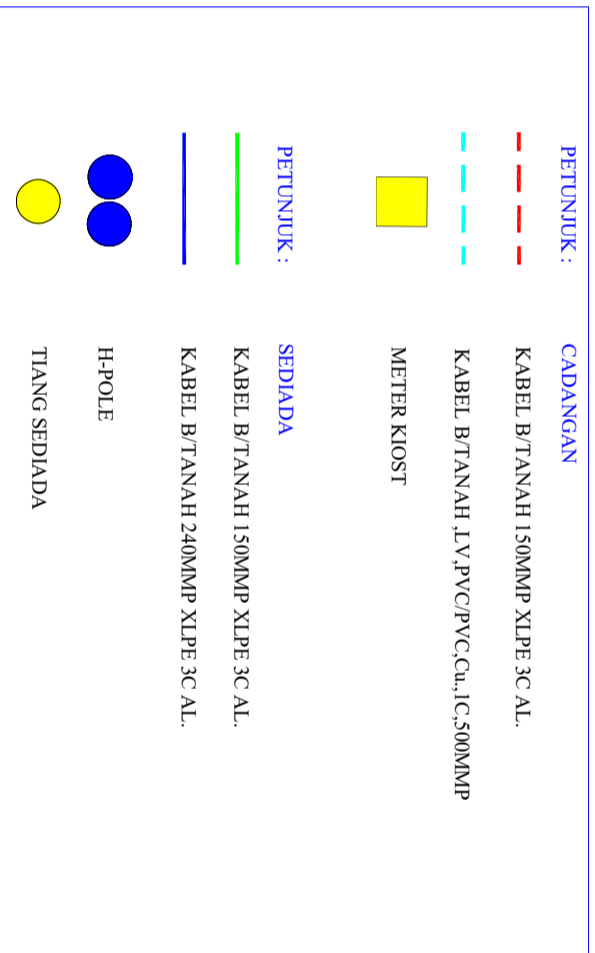 PETUNJUK : CADANGAN
KABEL B/TANAH 150MMP XLPE 3C AL.
KABEL B/TANAH ,LV,PVC/PVC,Cu.,1C,500MMP
METER KIOST
PETUNJUK : SEDIADA
KABEL B/TANAH 150MMP XLPE 3C AL.
KABEL B/TANAH 240MMP XLPE 3C AL.
H-POLE
TIANG SEDIADA